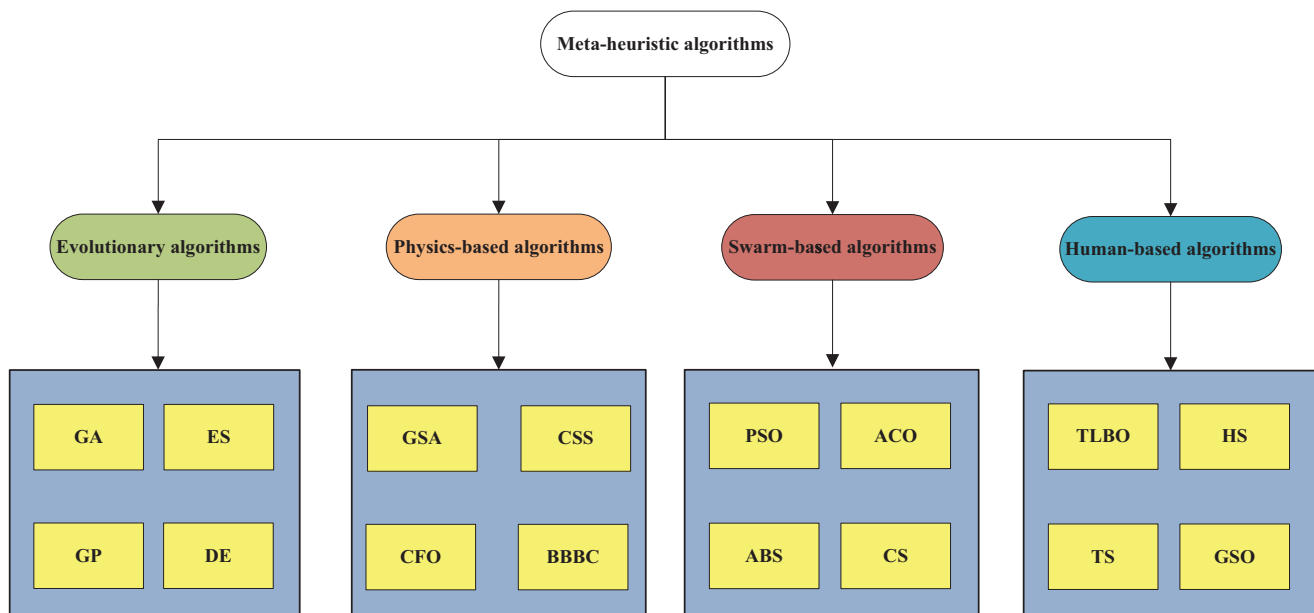 Meta-heuristic algorithms
Evolutionary algorithms
Physics-based algorithms
Swarm-based algorithms
Human-based algorithms
GA
ES
GP
DE
GSA
CSS
CFO
BBBC
PSO
ACO
ABS
CS
TLBO
HS
TS
GSO